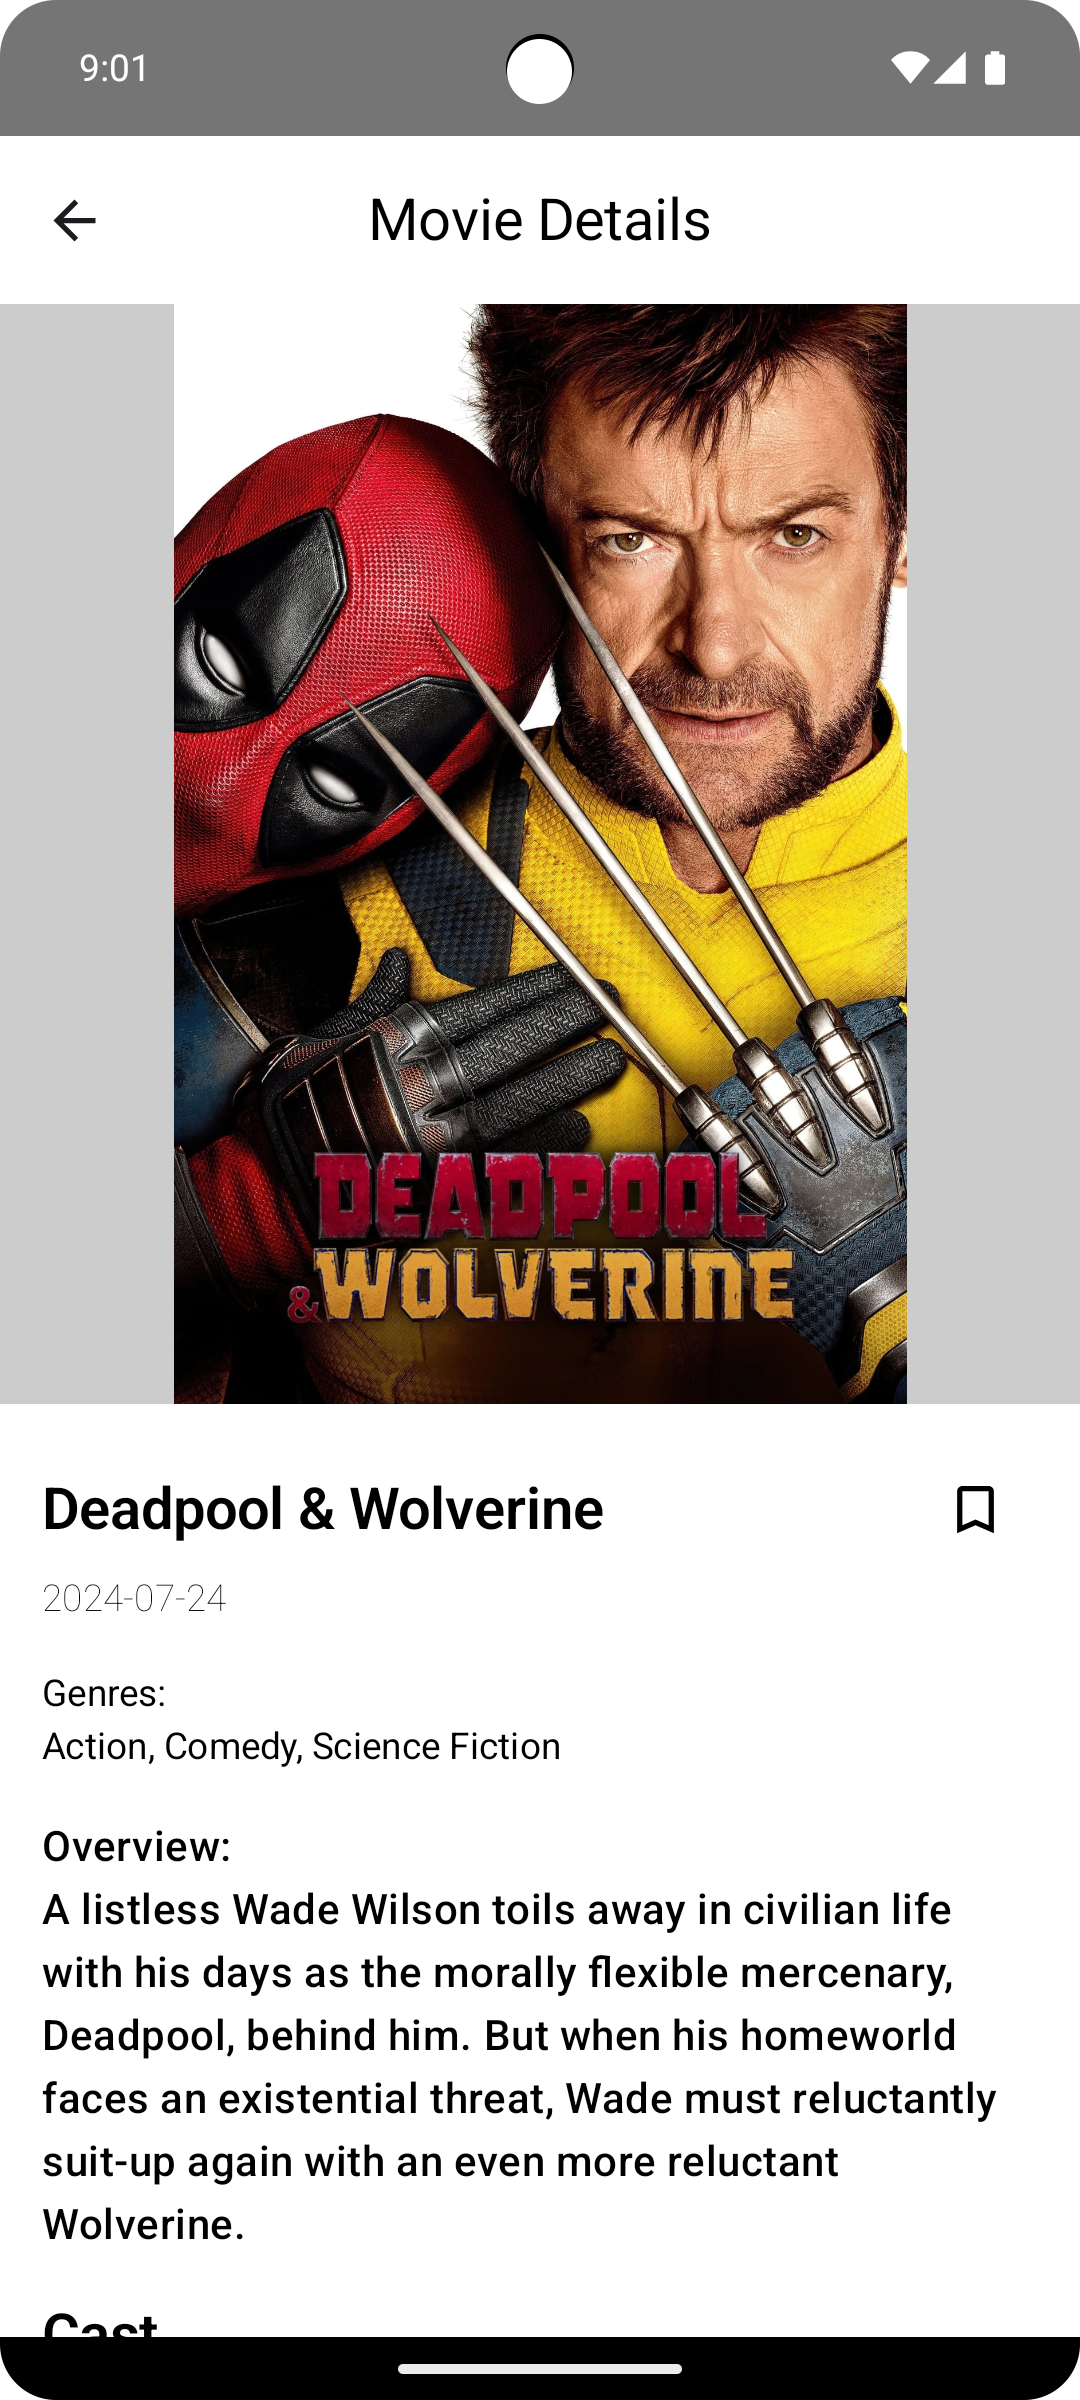 9:01
Movie Details
DEADPOOL
& WOLVERINE
Deadpool & Wolverine
2024-07-24
Genres:
Action, Comedy, Science Fiction
Overview:
A listless Wade Wilson toils away in civilian life
with his days as the morally flexible mercenary,
Deadpool, behind him. But when his homeworld
faces an existential threat, Wade must reluctantly
suit-up again with an even more reluctant
Wolverine.
Cast